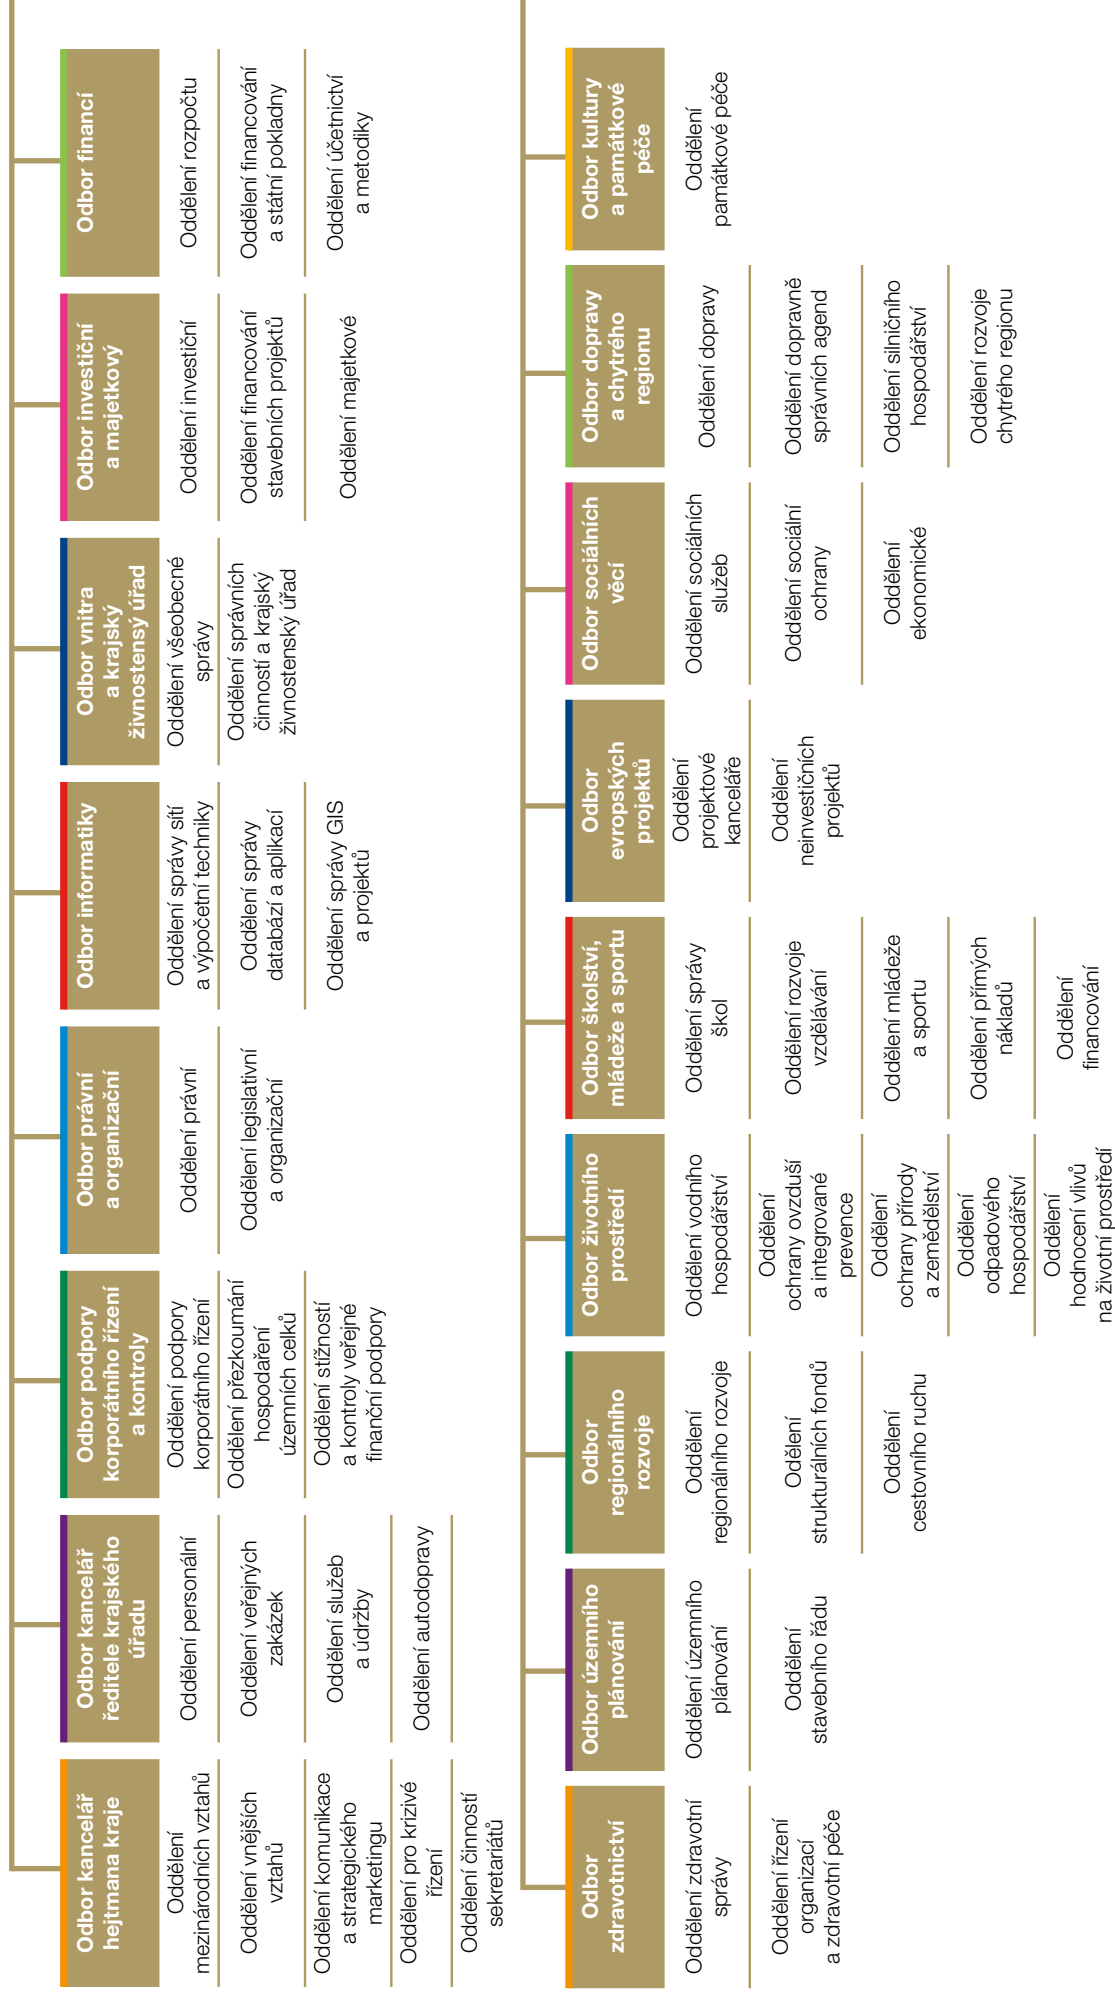 Odbor kancelář
hejtmana kraje
Oddělení
mezinárodních vztahů
Oddělení vnějších
vztahů
Oddělení komunikace
a strategického
marketingu
Oddělení pro krizivé
řízení
Oddělení činností
sekretariátů
Odbor kancelář
ředitele krajského
úřadu
Oddělení personální
Oddělení veřejných
zakázek
Oddělení služeb
a údržby
Oddělení autodopravy
Odbor podpory
korporátního řízení
a kontroly
Oddělení podpory
korporátního řízení
Oddělení přezkoumání
hospodaření
územních celků
Oddělení stížností
a kontroly veřejné
finanční podpory
Odbor právní
a organizační
Oddělení právní
Oddělení legislativní
a organizační
Odbor informatiky
Oddělení správy sítí
a výpočetní techniky
Oddělení správy
databází a aplikací
Oddělení správy GIS
a projektů
Odbor vnitra
a krajský
živnostensý úřad
Oddělení všeobecné
správy
Oddělení správních
činností a krajský
živnostenský úřad
Odbor investiční
a majetkový
Oddělení investiční
Oddělení financování
stavebních projektů
Oddělení majetkové
Odbor financí
Oddělení rozpočtu
Oddělení financování
a státní pokladny
Oddělení účetnictví
a metodiky
Odbor
zdravotnictví
Oddělení zdravotní
správy
Oddělení řízení
organizací
a zdravotní péče
Odbor územního
plánování
Oddělení územního
plánování
Oddělení
stavebního řádu
Odbor
regionálního
rozvoje
Oddělení
regionálního rozvoje
Odělení
strukturálních fondů
Oddělení
cestovního ruchu
Odbor životního
prostředí
Oddělení vodního
hospodářství
Oddělení
ochrany ovzduší
a integrované
prevence
Oddělení
ochrany přírody
a zemědělství
Oddělení
odpadového
hospodářství
Oddělení
hodnocení vlivů
na životní prostředí
Odbor školství,
mládeže a sportu
Oddělení správy
škol
Oddělení rozvoje
vzdělávání
Oddělení mládeže
a sportu
Oddělení přímých
nákladů
Oddělení
financování
Odbor
evropských
projektů
Oddělení
projektové
kanceláře
Oddělení
neinvestičních
projektů
Odbor sociálních
věcí
Oddělení sociálních
služeb
Oddělení sociální
ochrany
Oddělení
ekonomické
Odbor dopravy
a chytrého
regionu
Oddělení dopravy
Oddělení dopravně
správních agend
Oddělení silničního
hospodářství
Oddělení rozvoje
chytrého regionu
Odbor kultury
a památkové
péče
Oddělení
památkové péče